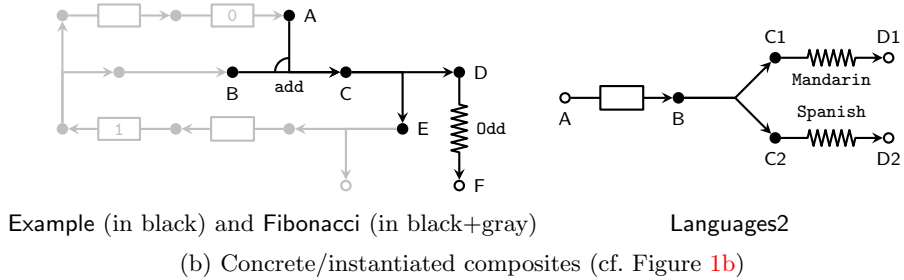 0 A C1 D1
Mandarin
B add C D A B Spanish
1 E Odd
C2 D2
F
Example (in black) and Fibonacci (in black+gray) Languages2
(b) Concrete/instantiated composites (cf. Figure 1b)